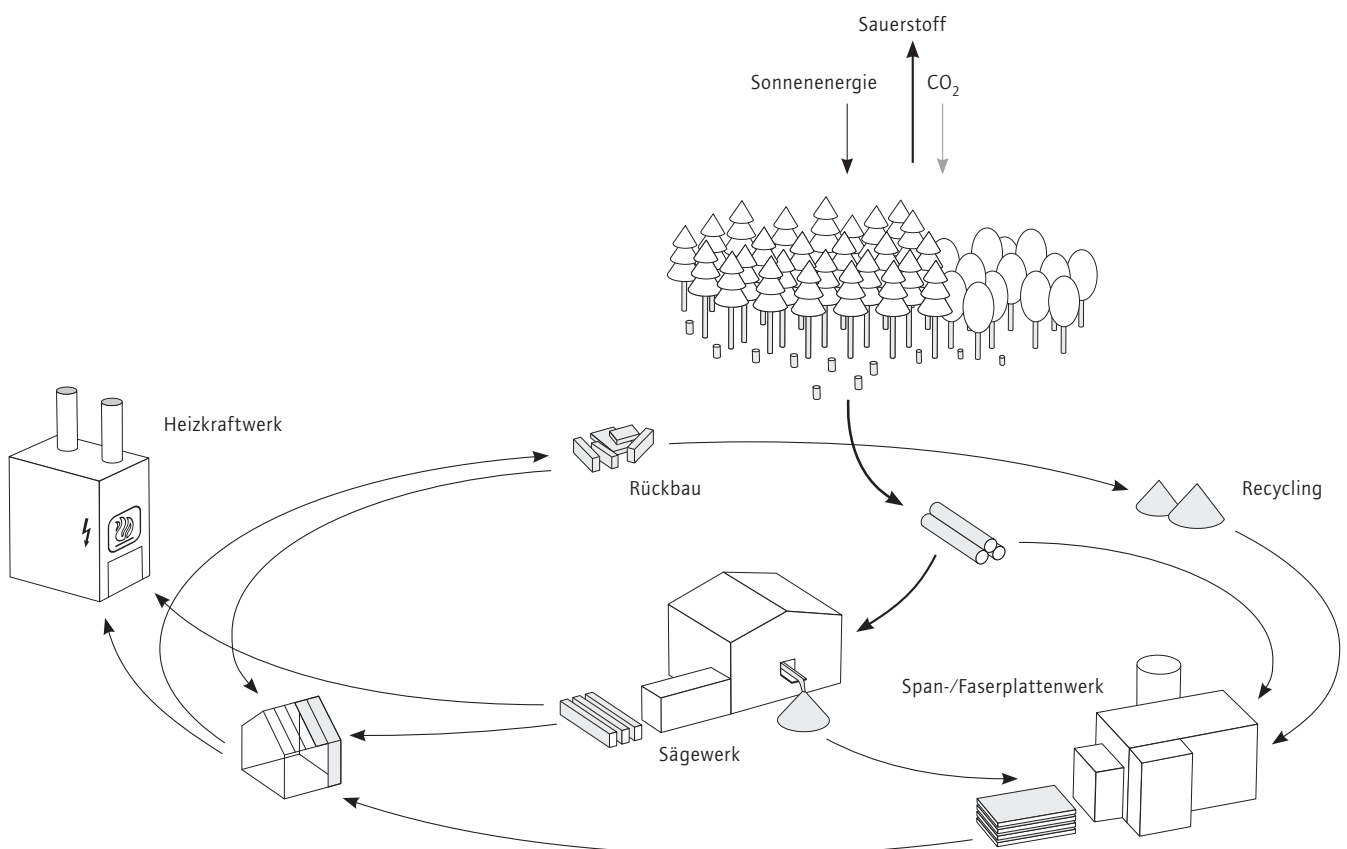 Sauerstoff
Sonnenenergie
CO₂
Heizkraftwerk
Rückbau
Recycling
Span-/Faserplattenwerk
Sägewerk